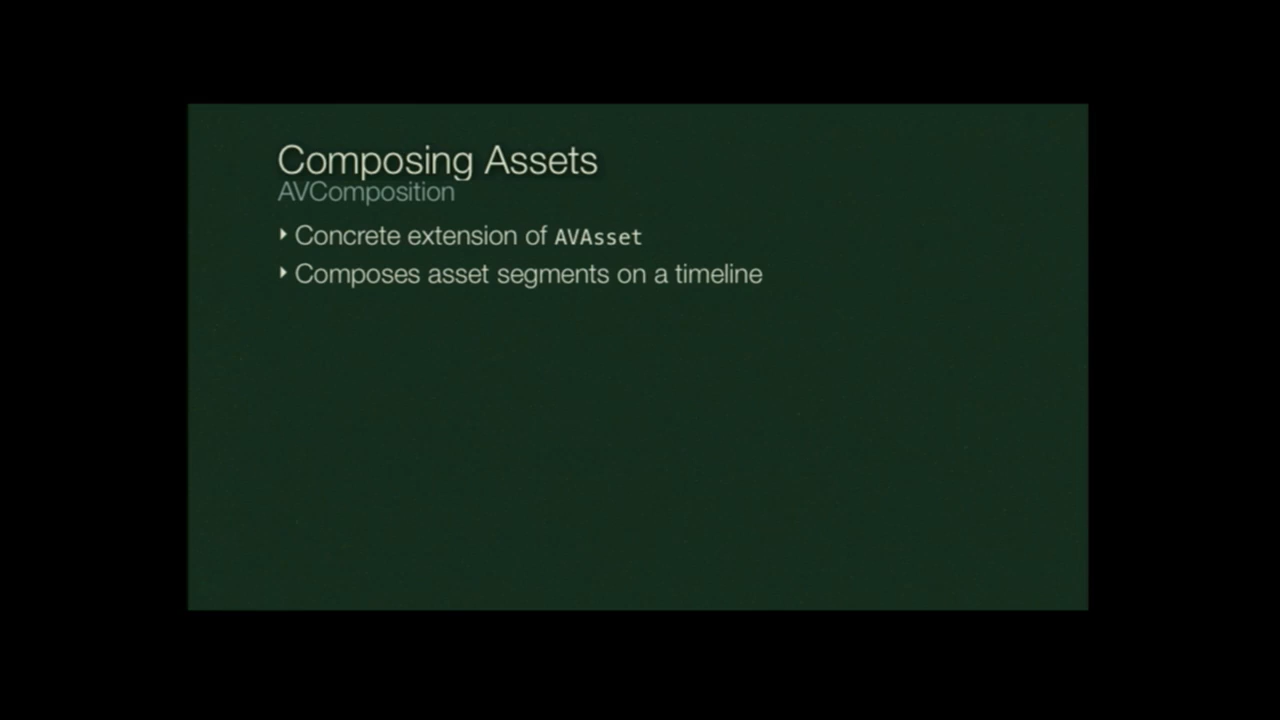 Composing Assets
AVComposition
Concrete extension of AVAsset
Composes asset segments on a timeline